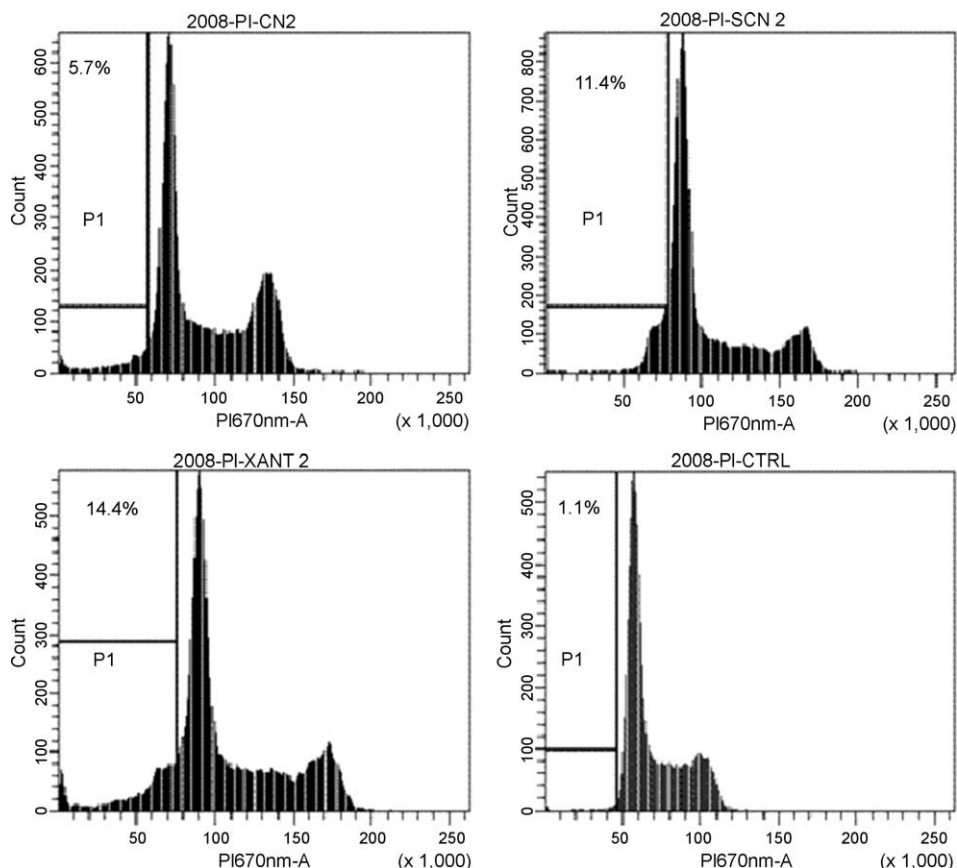 2008-PI-CN2
5.7%
P1
Count
600
500
400
300
200
100
0
50 100 150 200 250
PI670nm-A (x 1,000)
2008-PI-SCN 2
11.4%
P1
Count
800
700
600
500
400
300
200
100
0
50 100 150 200 250
PI670nm-A (x 1,000)
2008-PI-XANT 2
14.4%
P1
Count
500
400
300
200
100
0
50 100 150 200 250
PI670nm-A (x 1,000)
2008-PI-CTRL
1.1%
P1
Count
500
400
300
200
100
0
50 100 150 200 250
PI670nm-A (x 1,000)